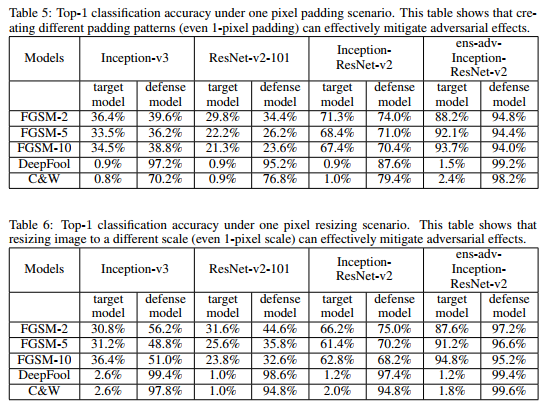 Table 5: Top-1 classification accuracy under one pixel padding scenario. This table shows that cre-
ating different padding patterns (even 1-pixel padding) can effectively mitigate adversarial effects.
Models Inception-v3 ResNet-v2-101 Inception-ResNet-v2 ens-adv-Inception-ResNet-v2
target model defense model target model defense model target model defense model target model defense model
FGSM-2 36.4% 39.6% 29.8% 34.4% 71.3% 74.0% 88.2% 94.8%
FGSM-5 33.5% 36.2% 22.2% 26.2% 68.4% 71.0% 92.1% 94.4%
FGSM-10 34.5% 38.8% 21.3% 23.6% 67.4% 70.4% 93.7% 94.0%
DeepFool 0.9% 97.2% 0.9% 95.2% 0.9% 87.6% 1.5% 99.2%
C&W 0.8% 70.2% 0.9% 76.8% 1.0% 79.4% 2.4% 98.2%
Table 6: Top-1 classification accuracy under one pixel resizing scenario. This table shows that
resizing image to a different scale (even 1-pixel scale) can effectively mitigate adversarial effects.
Models Inception-v3 ResNet-v2-101 Inception-ResNet-v2 ens-adv-Inception-ResNet-v2
target model defense model target model defense model target model defense model target model defense model
FGSM-2 30.8% 56.2% 31.6% 44.6% 66.2% 75.0% 87.6% 97.2%
FGSM-5 31.2% 48.8% 25.6% 35.8% 61.4% 70.2% 91.2% 96.6%
FGSM-10 36.4% 51.0% 23.8% 32.6% 62.8% 68.2% 94.8% 95.2%
DeepFool 2.6% 99.4% 1.0% 98.6% 1.2% 97.4% 1.2% 99.4%
C&W 2.6% 97.8% 1.0% 94.8% 2.0% 94.8% 1.8% 99.6%